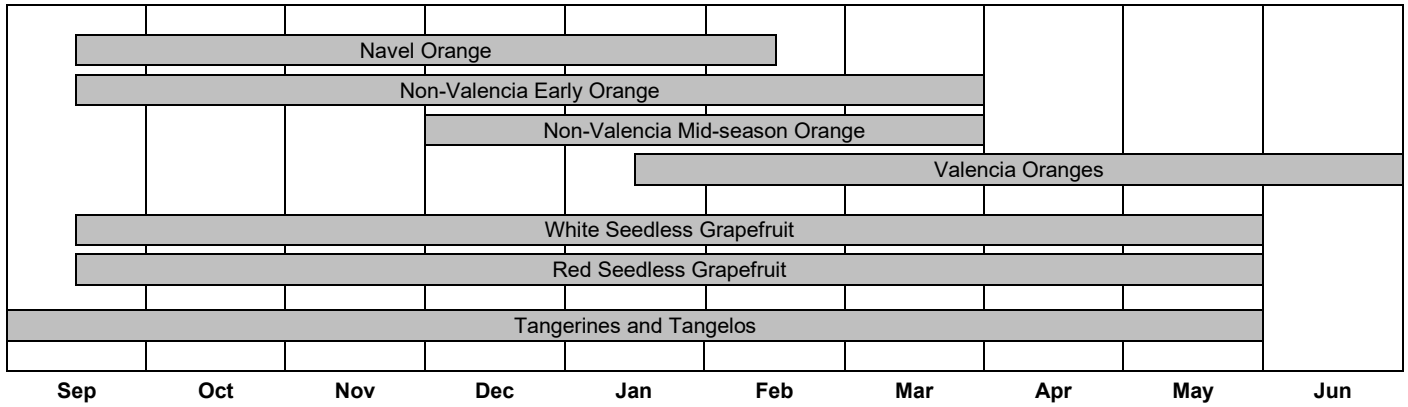 Navel Orange
Non-Valencia Early Orange
Non-Valencia Mid-season Orange
Valencia Oranges
White Seedless Grapefruit
Red Seedless Grapefruit
Tangerines and Tangelos
Sep Oct Nov Dec Jan Feb Mar Apr May Jun